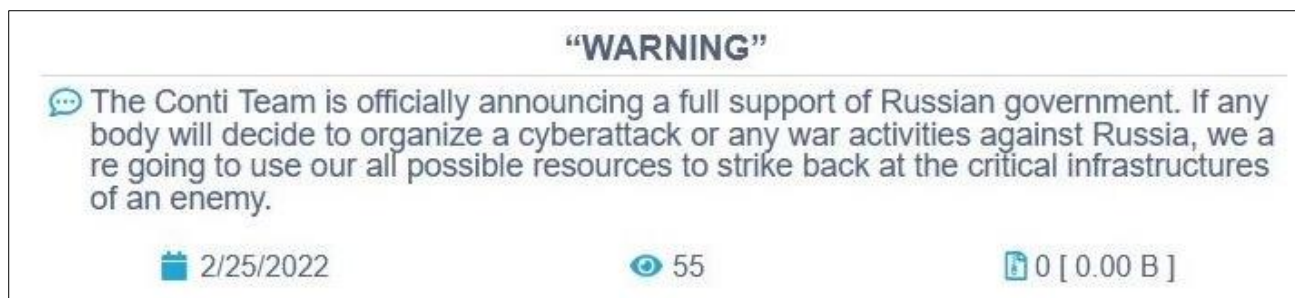 “WARNING”
The Conti Team is officially announcing a full support of Russian government. If any
body will decide to organize a cyberattack or any war activities against Russia, we a
re going to use our all possible resources to strike back at the critical infrastructures
of an enemy.
2/25/2022 55 0 [ 0.00 B ]